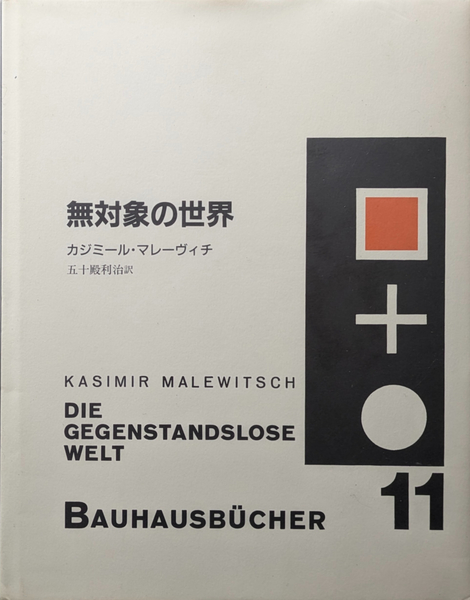 無対象の世界
カジミール・マレーヴィチ
五十殿利治訳
KASIMIR MALEWITSCH
DIE
GEGENSTANDSLOSE
WELT
BAUHAUSBÜCHER 11